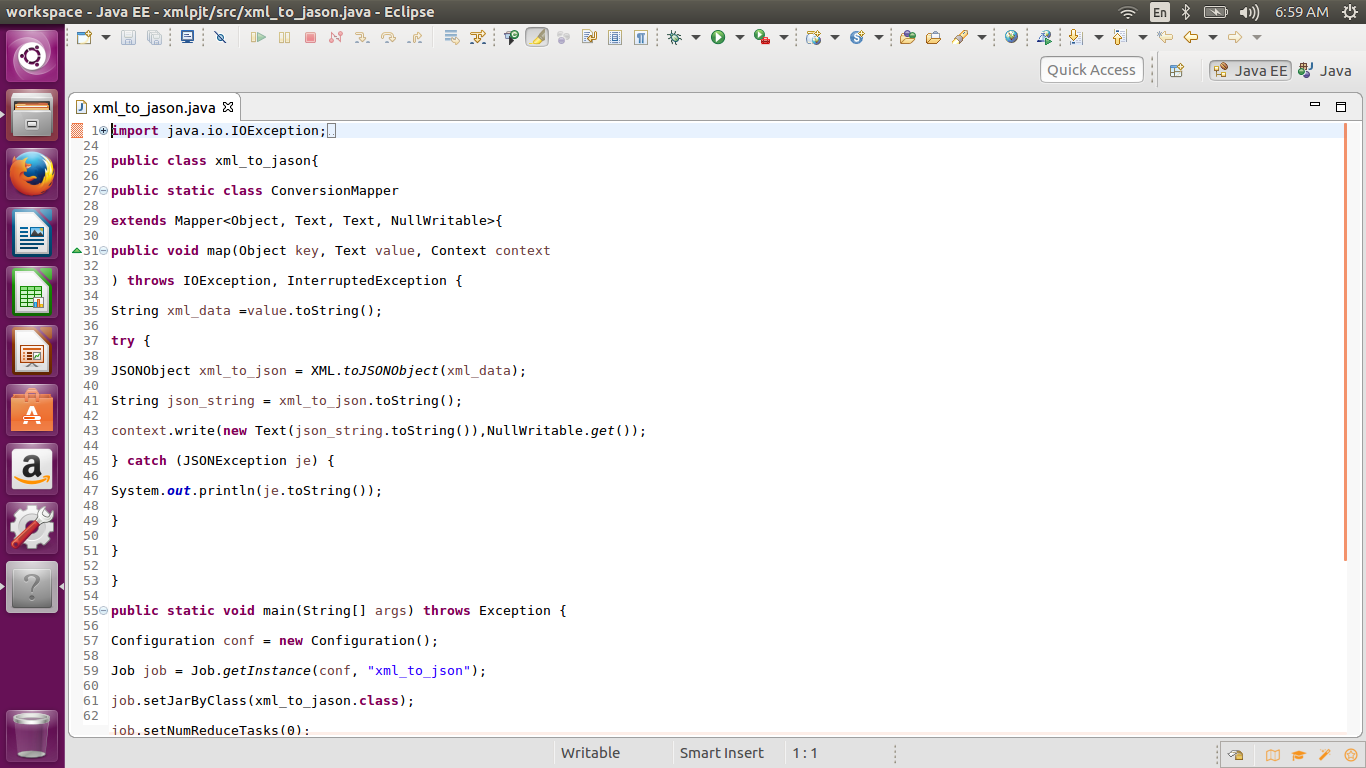 workspace - Java EE - xmlpjt/src/xml_to_jason.java - Eclipse
En
6:59 AM
Quick Access
Java EE
Java
xml_to_jason.java
1 import java.io.IOException;
24
25 public class xml_to_jason{
26
27 public static class ConversionMapper
28
29 extends Mapper<Object, Text, Text, NullWritable>{
30
31 public void map(Object key, Text value, Context context
32
33 ) throws IOException, InterruptedException {
34
35 String xml_data =value.toString();
36
37 try {
38
39 JSONObject xml_to_json = XML.toJSONObject(xml_data);
40
41 String json_string = xml_to_json.toString();
42
43 context.write(new Text(json_string.toString()),NullWritable.get());
44
45 } catch (JSONException je) {
46
47 System.out.println(je.toString());
48
49 }
50
51 }
52
53 }
54
55 public static void main(String[] args) throws Exception {
56
57 Configuration conf = new Configuration();
58
59 Job job = Job.getInstance(conf, "xml_to_json");
60
61 job.setJarByClass(xml_to_jason.class);
62
job.setNumReduceTasks(0);
Writable
Smart Insert
1 : 1